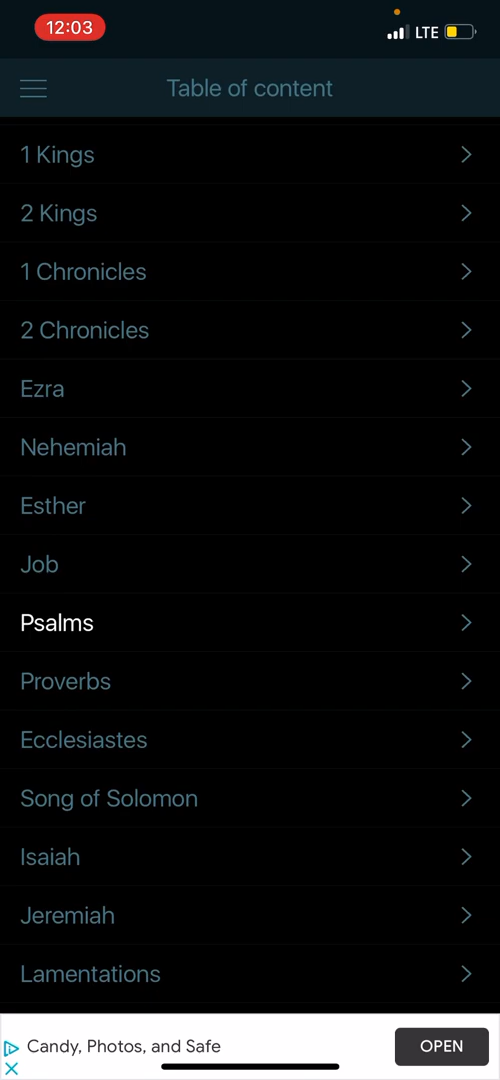 12:03 LTE
Table of content
1 Kings
2 Kings
1 Chronicles
2 Chronicles
Ezra
Nehemiah
Esther
Job
Psalms
Proverbs
Ecclesiastes
Song of Solomon
Isaiah
Jeremiah
Lamentations
Candy, Photos, and Safe OPEN